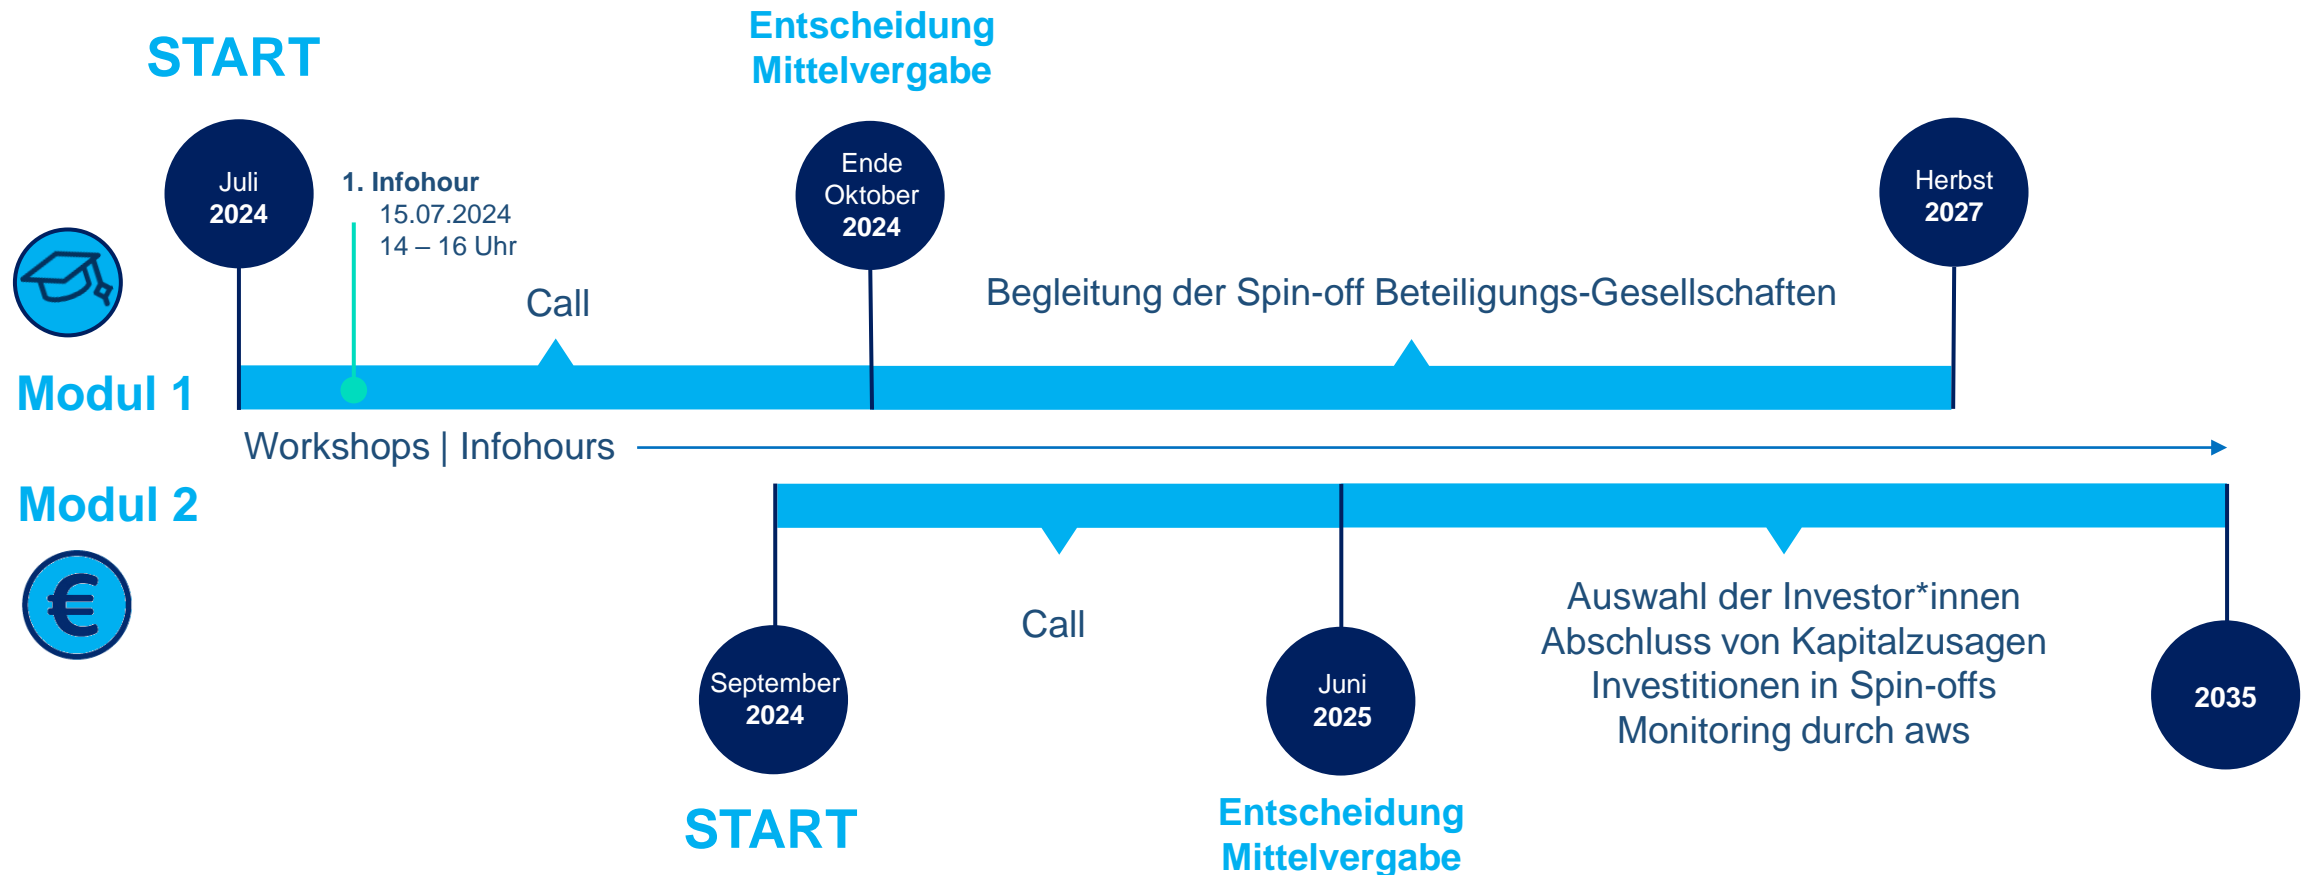 START
Entscheidung
Mittelvergabe
Juli
2024
1. Infohour
15.07.2024
14 – 16 Uhr
Ende
Oktober
2024
Herbst
2027
Call
Begleitung der Spin-off Beteiligungs-Gesellschaften
Modul 1
Workshops | Infohours
Modul 2
€
Call
Auswahl der Investor*innen
Abschluss von Kapitalzusagen
Investitionen in Spin-offs
Monitoring durch aws
September
2024
Juni
2025
2035
START
Entscheidung
Mittelvergabe